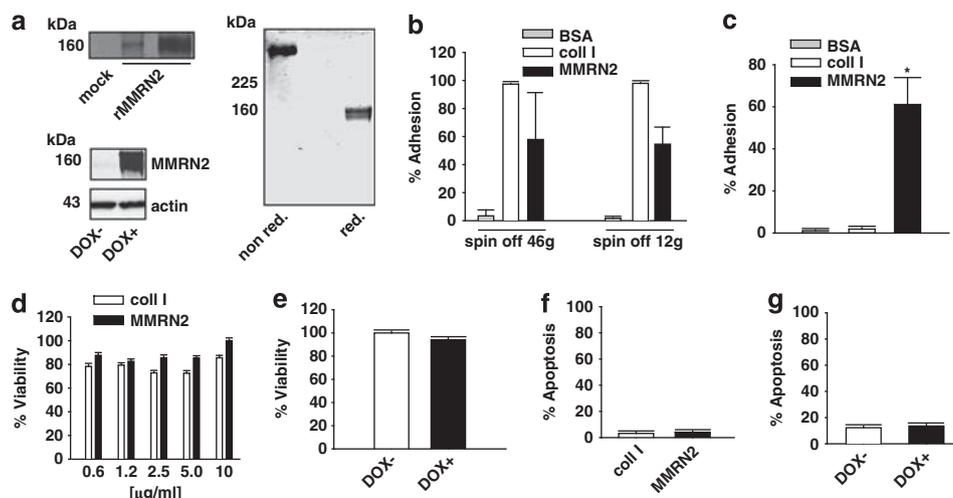 a
kDa
160
mock
rMMRN2
kDa
160
MMRN2
43
actin
DOX-
DOX+
kDa
225
160
non red.
red.
b
BSA
coll I
MMRN2
% Adhesion
120
100
80
60
40
20
0
spin off 46g
spin off 12g
c
BSA
coll I
MMRN2
% Adhesion
80
60
40
20
0
*
d
coll I
MMRN2
% Viability
120
100
80
60
40
20
0
0.6 1.2 2.5 5.0 10
[µg/ml]
e
% Viability
120
100
80
60
40
20
0
DOX-
DOX+
f
% Apoptosis
100
80
60
40
20
0
coll I
MMRN2
g
% Apoptosis
100
80
60
40
20
0
DOX-
DOX+